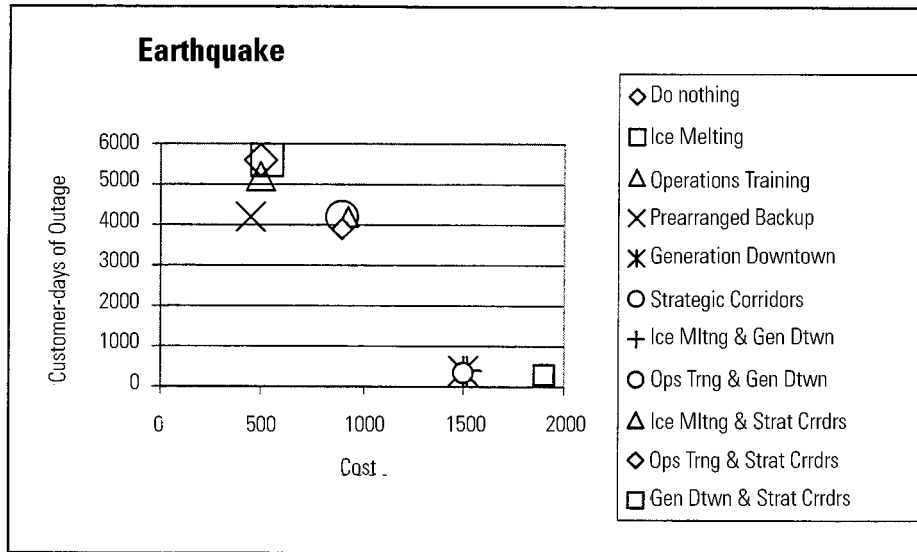 Earthquake
Customer-days of Outage
6000
5000
4000
3000
2000
1000
0
0
500
1000
1500
2000
Cost
Do nothing
Ice Melting
Operations Training
Prearranged Backup
Generation Downtown
Strategic Corridors
Ice Mltng & Gen Dtwn
Ops Trng & Gen Dtwn
Ice Mltng & Strat Crrdrs
Ops Trng & Strat Crrdrs
Gen Dtwn & Strat Crrdrs